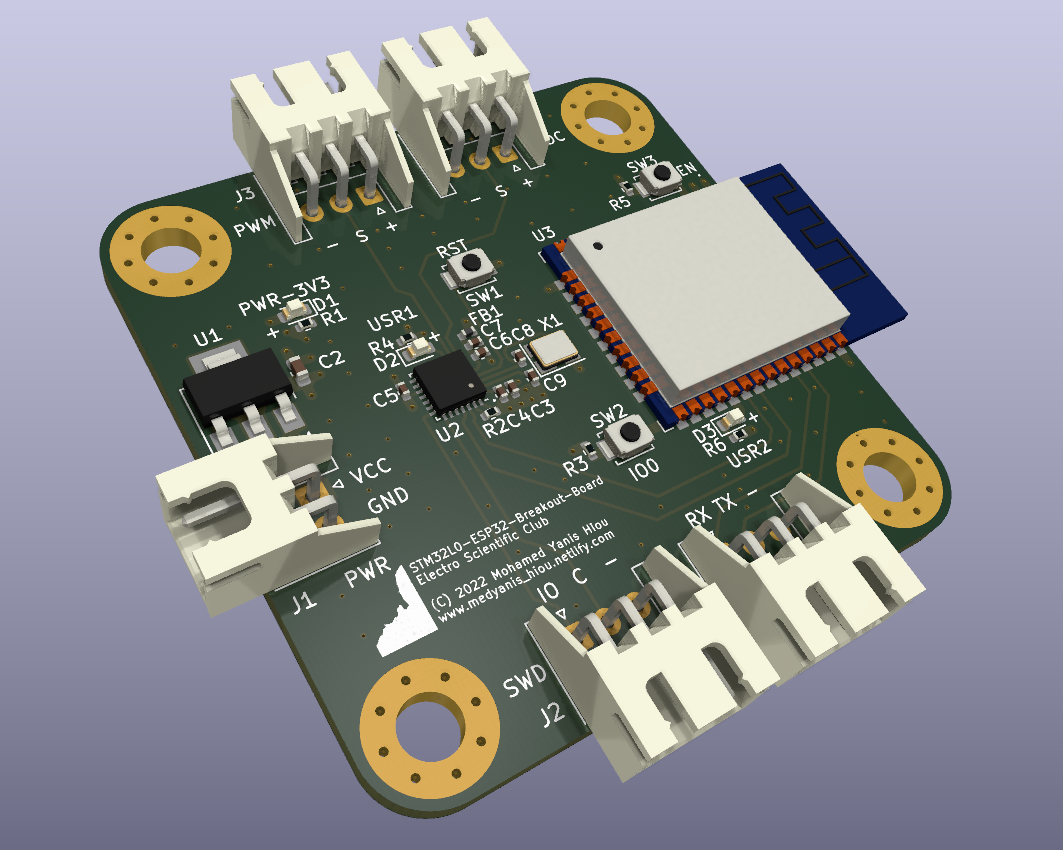 J3
PWM
- S +
- S +
SW3
EN.
R5
U3
RST
SW1
PWR-3V3
D1
R1
+
U1
C2
USR1
R4
D2
+
FB1
C7
C6
C8
X1
C9
C5
U2
R2
C4
C3
SW2
R3
IO0
D3
+
R6
USR2
VCC
GND
PWR
J1
STM32L0-ESP32-Breakout-Board
Electro Scientific Club
(C) 2022 Mohamed Yanis Hiou
www.medyanis_hiou.netlify.com
RX TX -
IO C -
SWD
J2